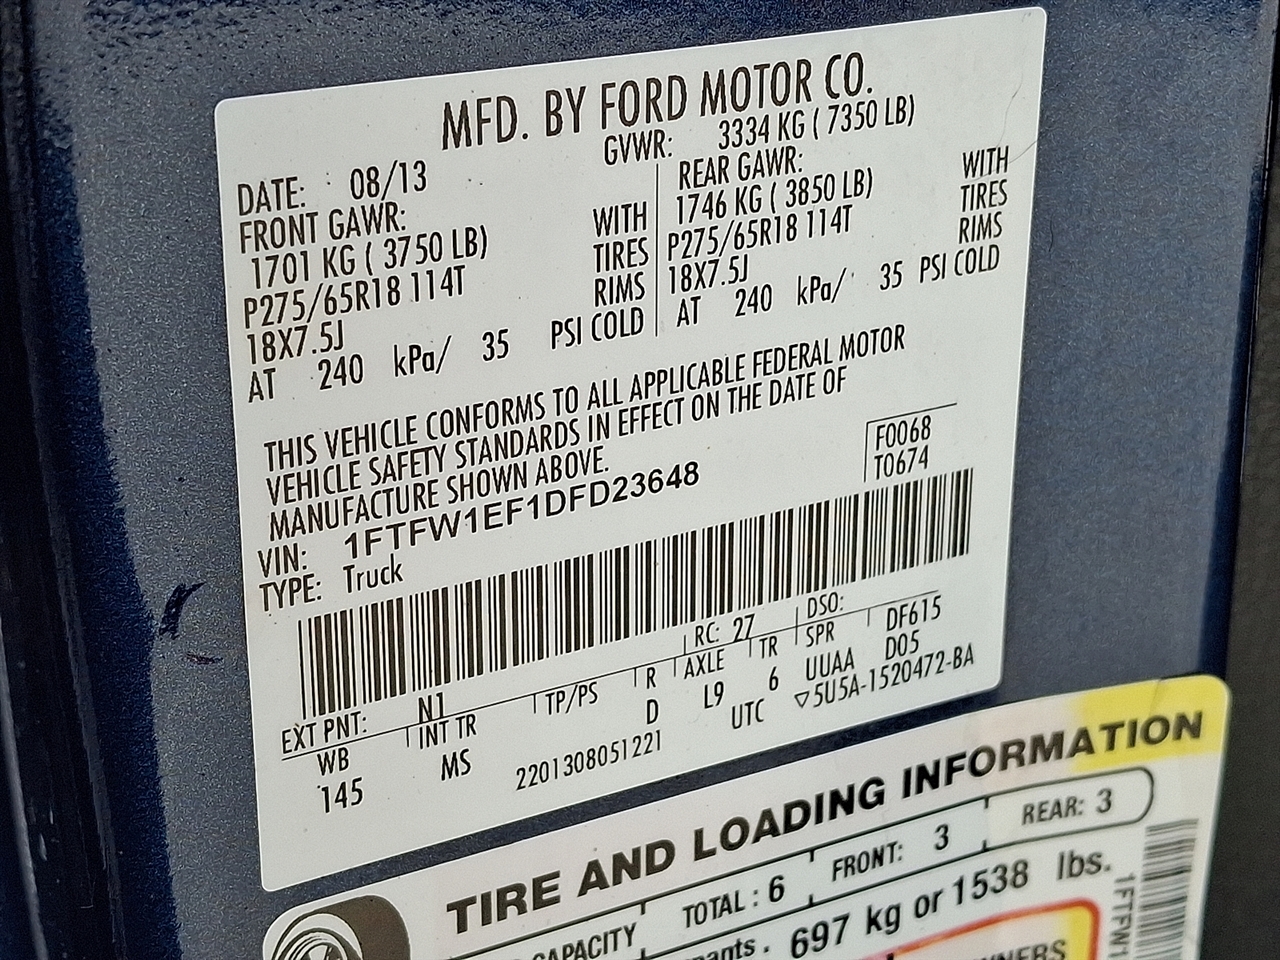 MFD. BY FORD MOTOR CO.
DATE: 08/13 GVWR: 3334 KG ( 7350 LB)
FRONT GAWR: REAR GAWR:
1701 KG ( 3750 LB) WITH 1746 KG ( 3850 LB) WITH
P275/65R18 114T TIRES P275/65R18 114T TIRES
18X7.5J RIMS 18X7.5J RIMS
AT 240 kPa/ 35 PSI COLD AT 240 kPa/ 35 PSI COLD
THIS VEHICLE CONFORMS TO ALL APPLICABLE FEDERAL MOTOR
VEHICLE SAFETY STANDARDS IN EFFECT ON THE DATE OF
MANUFACTURE SHOWN ABOVE.
VIN: 1FTFW1EF1DFD23648
TYPE: Truck
F0068
T0674
EXT PNT: N1 RC: 27 DSO:
WB INT TR TP/PS R AXLE TR SPR DF615
145 MS D L9 6 UUAA D05
2201308051221 UTC ▽5U5A-1520472-BA
TIRE AND LOADING INFORMATION
CAPACITY TOTAL : 6 FRONT: 3 REAR: 3
697 kg or 1538 lbs.
1FTFW1